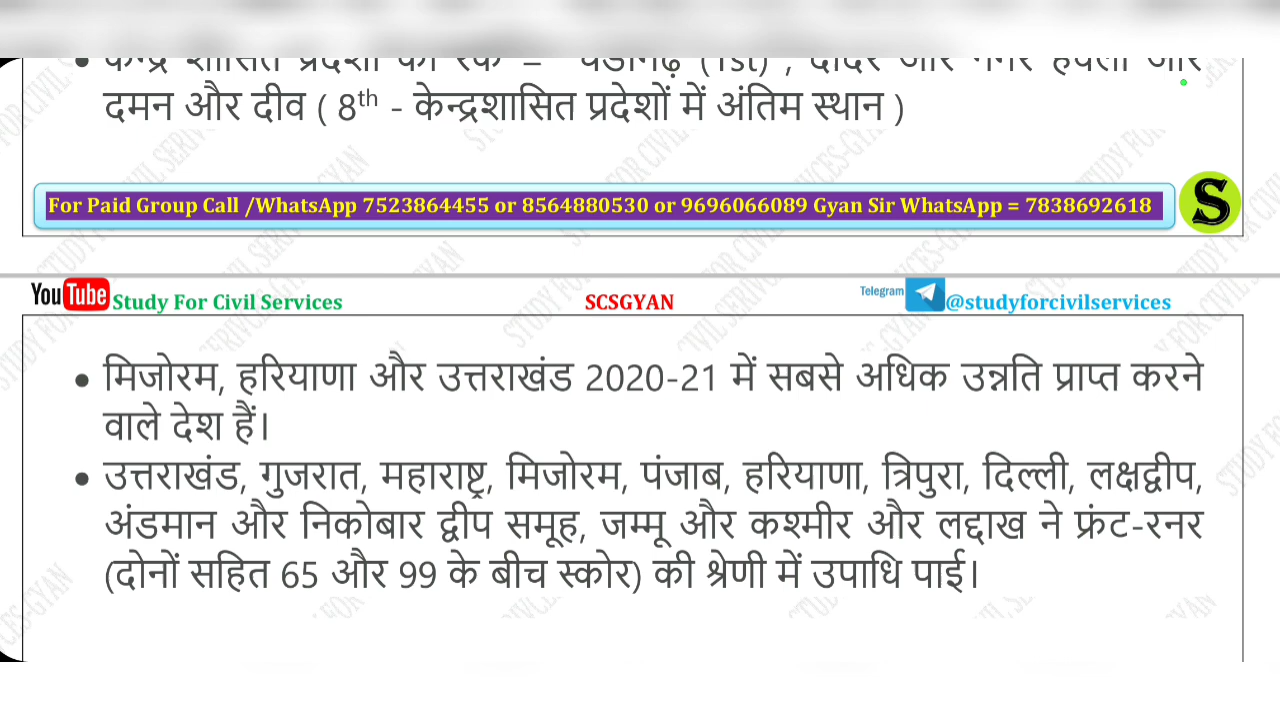 दमन और दीव ( 8th - केन्द्रशासित प्रदेशों में अंतिम स्थान )
For Paid Group Call /WhatsApp 7523864455 or 8564880530 or 9696066089 Gyan Sir WhatsApp = 7838692618
S
YouTube Study For Civil Services SCSGYAN Telegram @studyforcivilservices
• मिजोरम, हरियाणा और उत्तराखंड 2020-21 में सबसे अधिक उन्नति प्राप्त करने
वाले देश हैं।
• उत्तराखंड, गुजरात, महाराष्ट्र, मिजोरम, पंजाब, हरियाणा, त्रिपुरा, दिल्ली, लक्षद्वीप,
अंडमान और निकोबार द्वीप समूह, जम्मू और कश्मीर और लद्दाख ने फ्रंट-रनर
(दोनों सहित 65 और 99 के बीच स्कोर) की श्रेणी में उपाधि पाई।